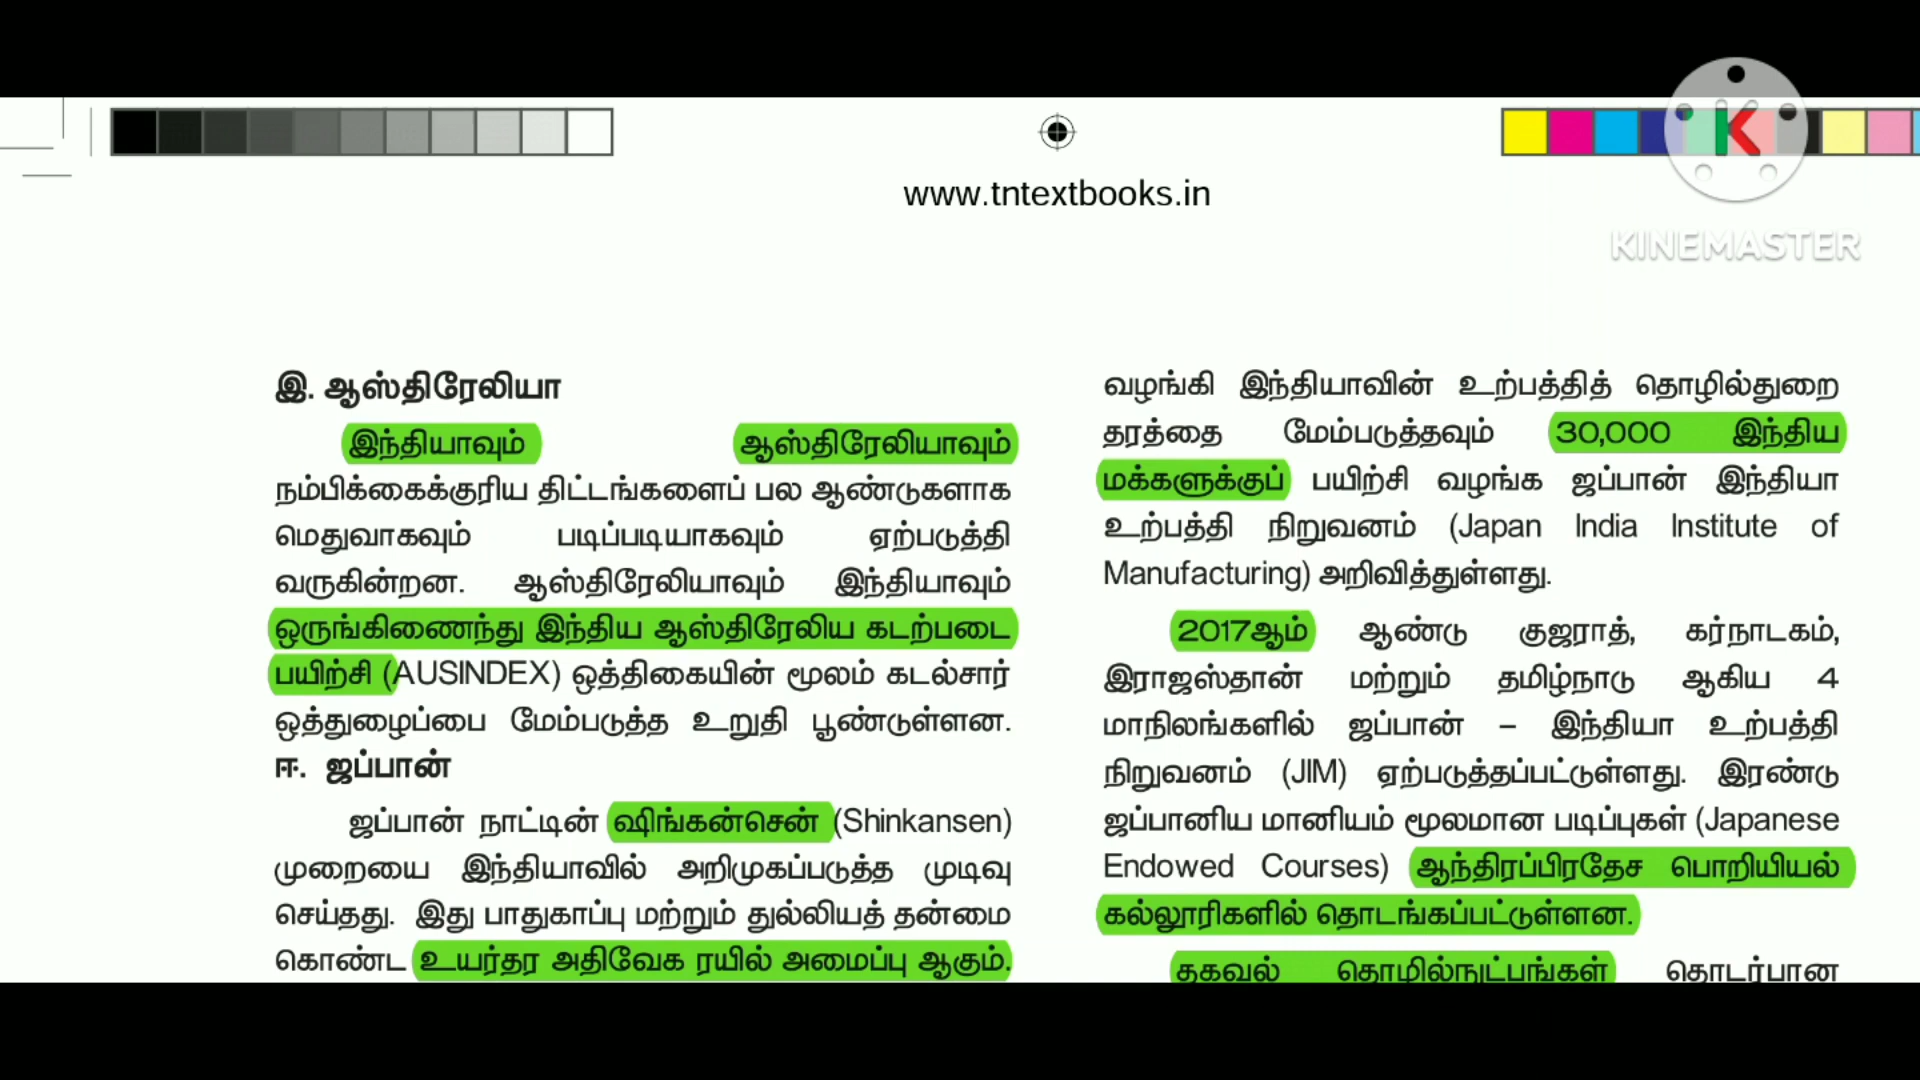 www.tntextbooks.in
K
KINEMASTER
இ. ஆஸ்திரேலியா
இந்தியாவும் ஆஸ்திரேலியாவும்
நம்பிக்கைக்குரிய திட்டங்களைப் பல ஆண்டுகளாக
மெதுவாகவும் படிப்படியாகவும் ஏற்படுத்தி
வருகின்றன. ஆஸ்திரேலியாவும் இந்தியாவும்
ஒருங்கிணைந்து இந்திய ஆஸ்திரேலிய கடற்படை
பயிற்சி (AUSINDEX) ஒத்திகையின் மூலம் கடல்சார்
ஒத்துழைப்பை மேம்படுத்த உறுதி பூண்டுள்ளன.
ஈ. ஜப்பான்
ஜப்பான் நாட்டின் ஷிங்கன்சென் (Shinkansen)
முறையை இந்தியாவில் அறிமுகப்படுத்த முடிவு
செய்தது. இது பாதுகாப்பு மற்றும் துல்லியத் தன்மை
கொண்ட உயர்தர அதிவேக ரயில் அமைப்பு ஆகும்.
வழங்கி இந்தியாவின் உற்பத்தித் தொழில்துறை
தரத்தை மேம்படுத்தவும் 30,000 இந்திய
மக்களுக்குப் பயிற்சி வழங்க ஜப்பான் இந்தியா
உற்பத்தி நிறுவனம் (Japan India Institute of
Manufacturing) அறிவித்துள்ளது.
2017ஆம் ஆண்டு குஜராத், கர்நாடகம்,
இராஜஸ்தான் மற்றும் தமிழ்நாடு ஆகிய 4
மாநிலங்களில் ஜப்பான் – இந்தியா உற்பத்தி
நிறுவனம் (JIM) ஏற்படுத்தப்பட்டுள்ளது. இரண்டு
ஜப்பானிய மானியம் மூலமான படிப்புகள் (Japanese
Endowed Courses) ஆந்திரப்பிரதேச பொறியியல்
கல்லூரிகளில் தொடங்கப்பட்டுள்ளன.
தகவல் தொழில்நுட்பங்கள் தொடர்பான